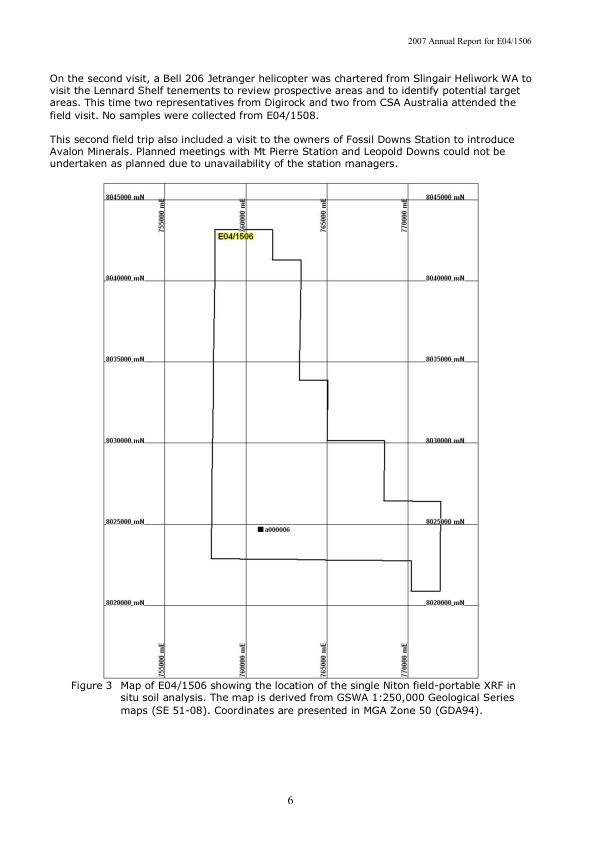 2007 Annual Report for E04/1506
On the second visit, a Bell 206 Jetranger helicopter was chartered from Slingair Heliwork WA to
visit the Lennard Shelf tenements to review prospective areas and to identify potential target
areas. This time two representatives from Digirock and two from CSA Australia attended the
field visit. No samples were collected from E04/1508.
This second field trip also included a visit to the owners of Fossil Downs Station to introduce
Avalon Minerals. Planned meetings with Mt Pierre Station and Leopold Downs could not be
undertaken as planned due to unavailability of the station managers.
8045000 mN 8045000 mN
755000 mE 760000 mE 765000 mE 770000 mE
E04/1506
8040000 mN 8040000 mN
8035000 mN 8035000 mN
8030000 mN 8030000 mN
8025000 mN 8025000 mN
a000006
8020000 mN 8020000 mN
755000 mE 760000 mE 765000 mE 770000 mE
Figure 3 Map of E04/1506 showing the location of the single Niton field-portable XRF in
situ soil analysis. The map is derived from GSWA 1:250,000 Geological Series
maps (SE 51-08). Coordinates are presented in MGA Zone 50 (GDA94).
6